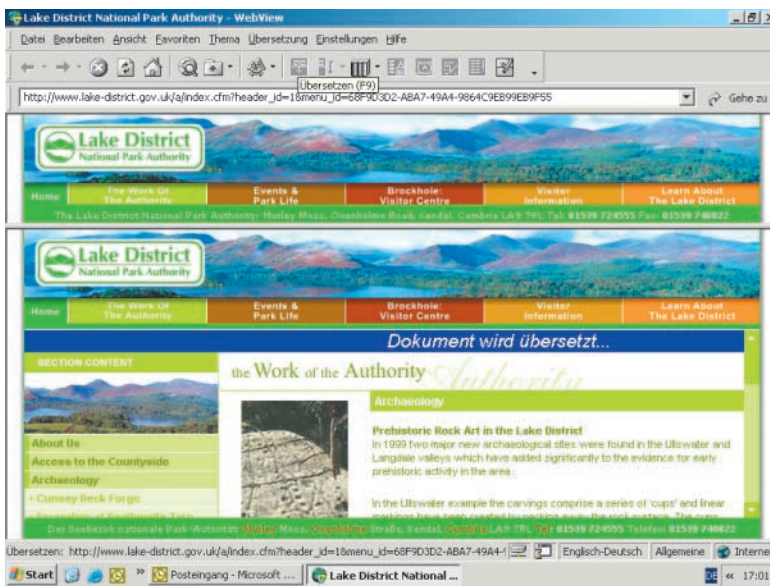 Lake District National Park Authority - WebView
Datei Bearbeiten Ansicht Favoriten Thema Übersetzung Einstellungen Hilfe
Übersetzen (F9)
http://www.lake-district.gov.uk/a/index.cfm?header_id=1&menu_id=68F9D3D2-ABA7-49A4-9864C9EB99EB9F55
Gehe zu
Lake District
National Park Authority
Home
The Work Of
The Authority
Events &
Park Life
Brockhole:
Visitor Centre
Visitor
Information
Learn About
The Lake District
The Lake District National Park Authority: Murley Moss, Oxenholme Road, Kendal, Cumbria LA9 7RL Tel: 01539 724555 Fax: 01539 740822
Lake District
National Park Authority
Home
The Work Of
The Authority
Events &
Park Life
Brockhole:
Visitor Centre
Visitor
Information
Learn About
The Lake District
Dokument wird übersetzt...
SECTION CONTENT
the Work of the Authority
Authority
Archaeology
Prehistoric Rock Art in the Lake District
In 1999 two major new archaeological sites were found in the Ullswater and
Langdale valleys which have added significantly to the evidence for early
prehistoric activity in the area.
In the Ullswater example the carvings comprise a series of 'cups' and linear
About Us
Access to the Countryside
Archaeology
Cunsey Beck Forge
Der Seebezirk nationale Park-Autorität: Murley Moss, Oxenholme Straße, Kendal, Cumbria LA9 7RL Tel 01539 724555 Telefax: 01539 740822
Übersetzen: http://www.lake-district.gov.uk/a/index.cfm?header_id=1&menu_id=68F9D3D2-ABA7-49A4-
Englisch-Deutsch
Allgemeine
Interne
Start
Posteingang - Microsoft ...
Lake District National ...
DE
17:01